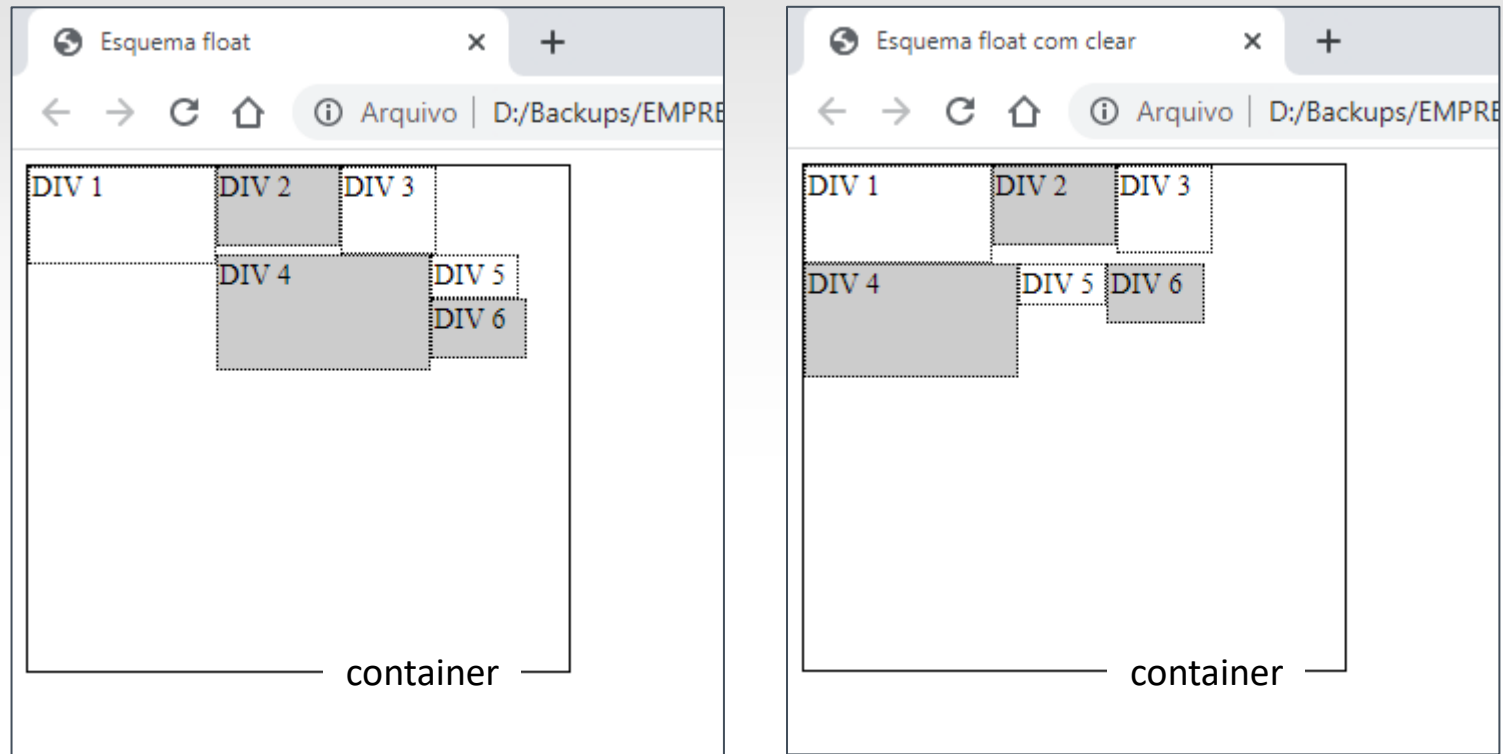 Esquema float
Arquivo | D:/Backups/EMPRE
DIV 1
DIV 2
DIV 3
DIV 4
DIV 5
DIV 6
container
Esquema float com clear
Arquivo | D:/Backups/EMPRE
DIV 1
DIV 2
DIV 3
DIV 4
DIV 5
DIV 6
container